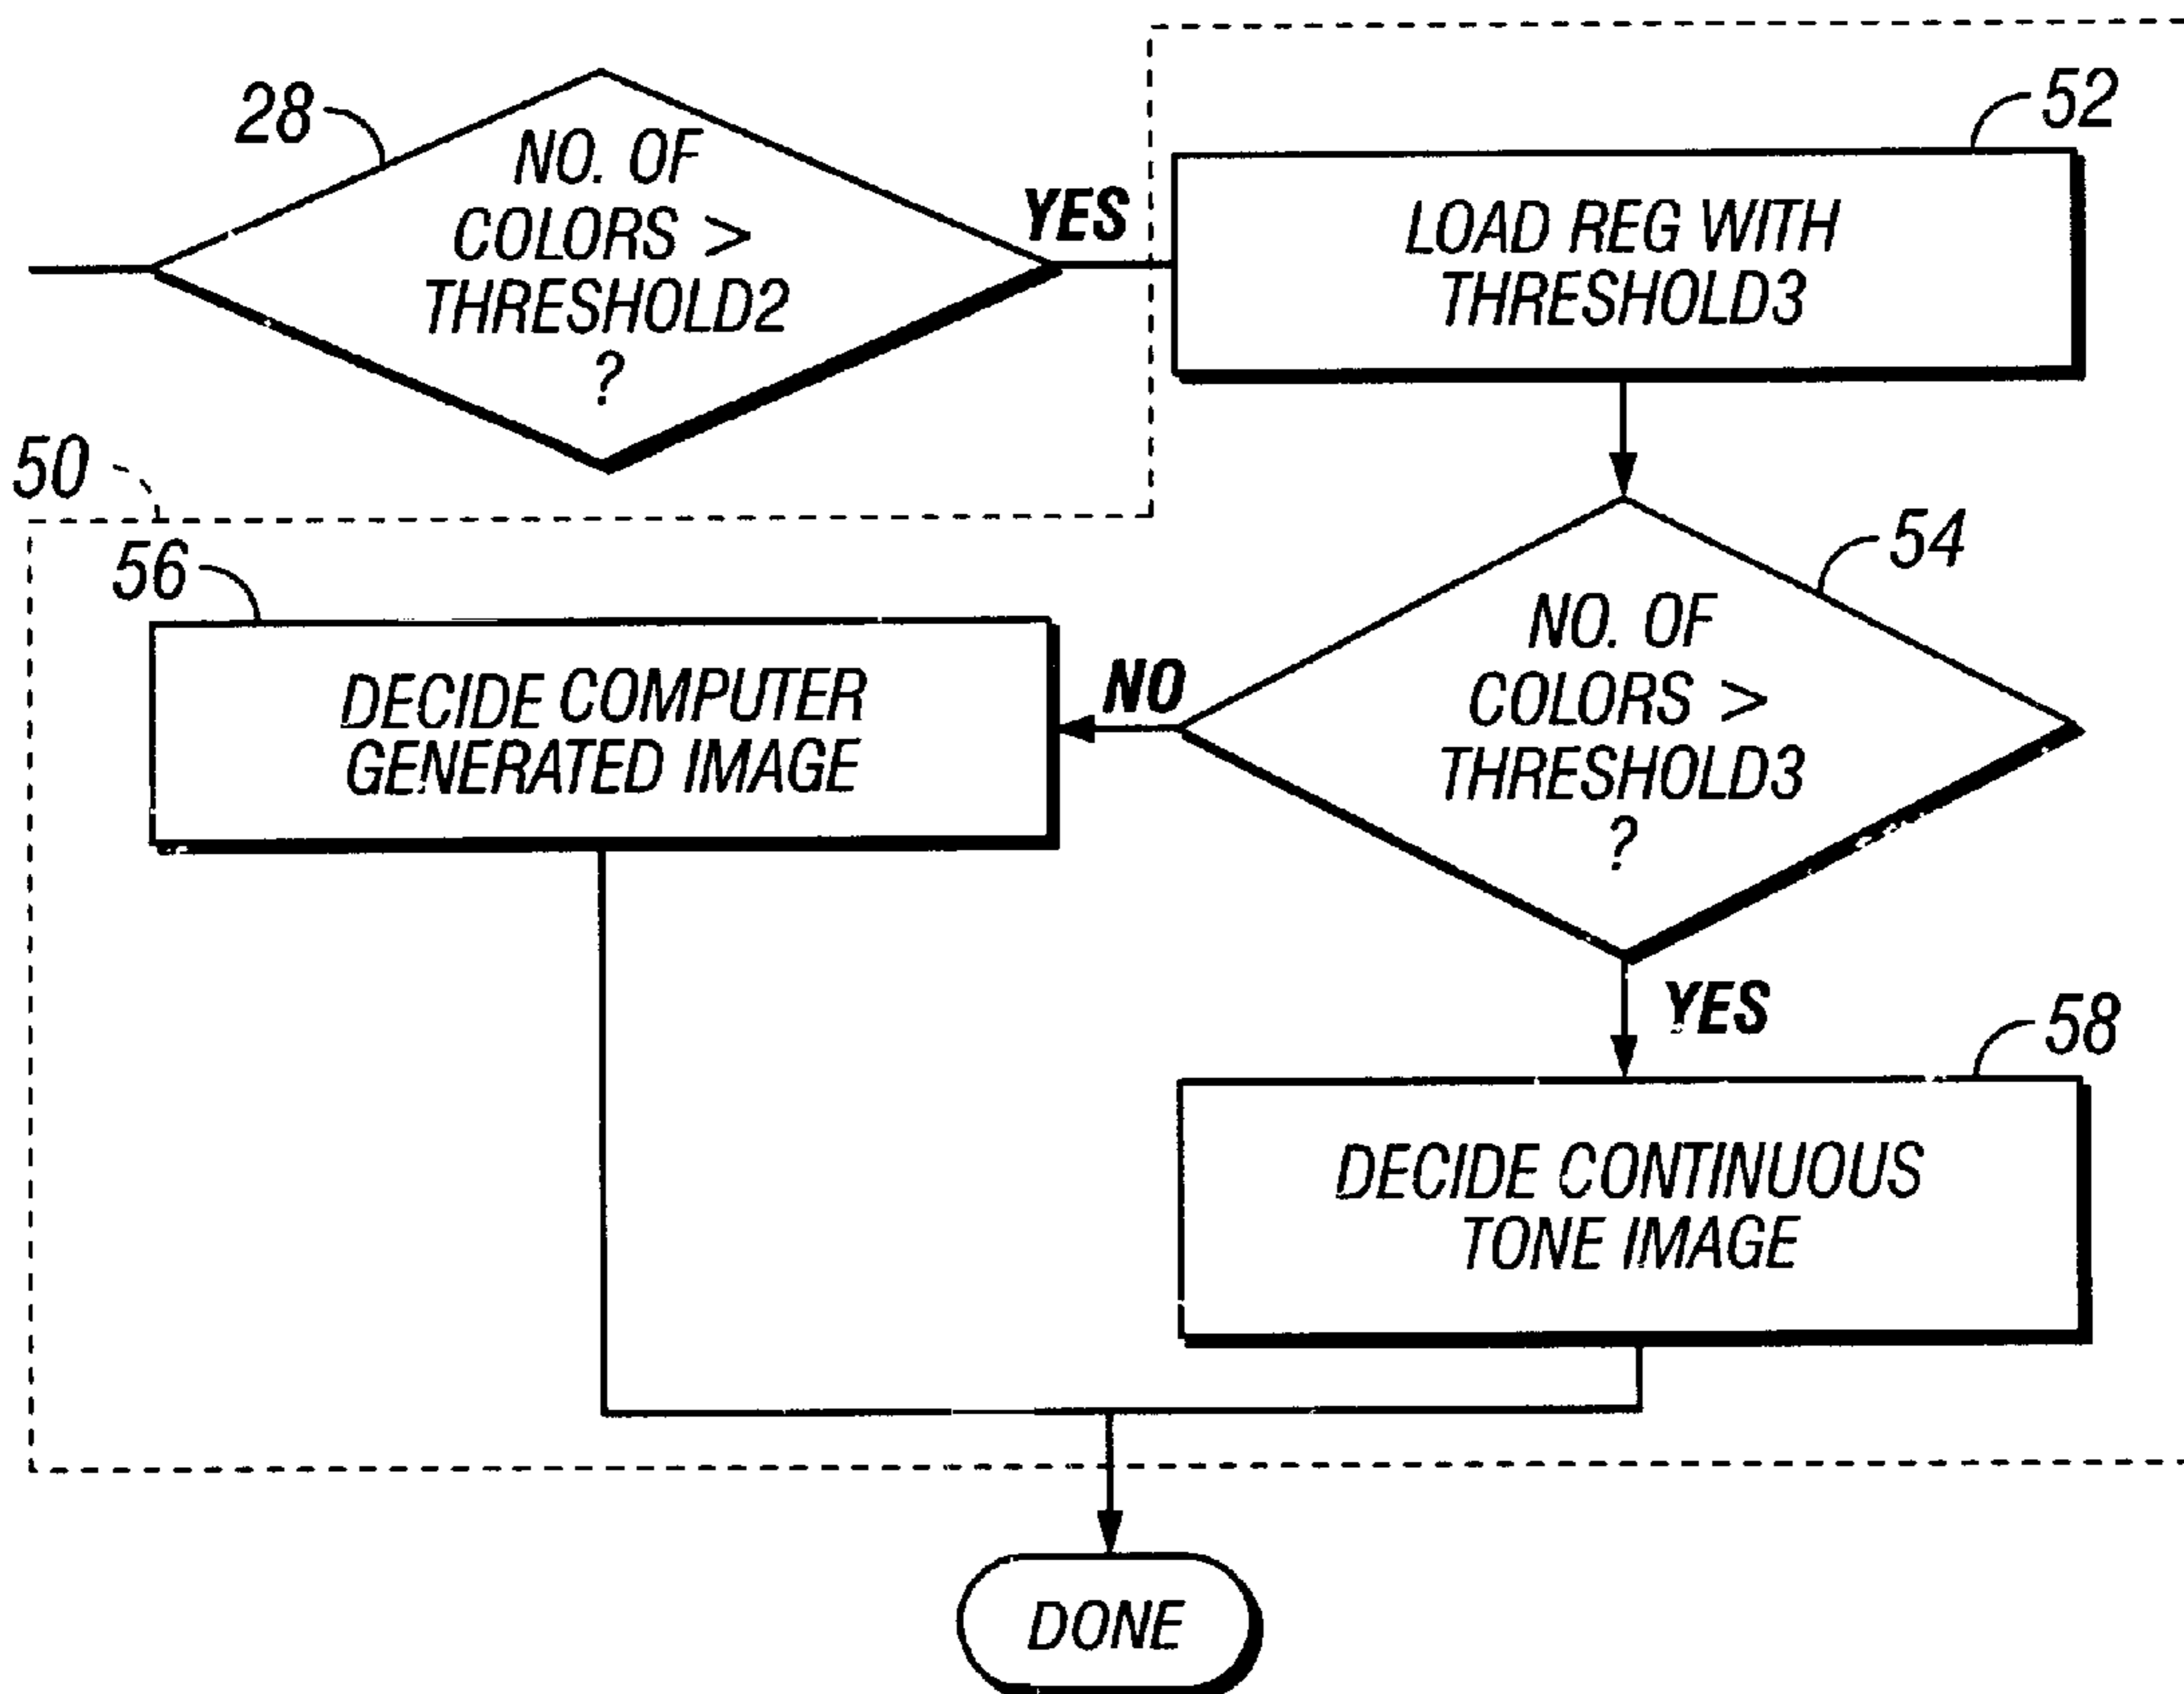 28
NO. OF
COLORS >
THRESHOLD2
?
YES
52
LOAD REG WITH
THRESHOLD3
50
54
NO. OF
COLORS >
THRESHOLD3
?
NO
56
DECIDE COMPUTER
GENERATED IMAGE
YES
58
DECIDE CONTINUOUS
TONE IMAGE
DONE